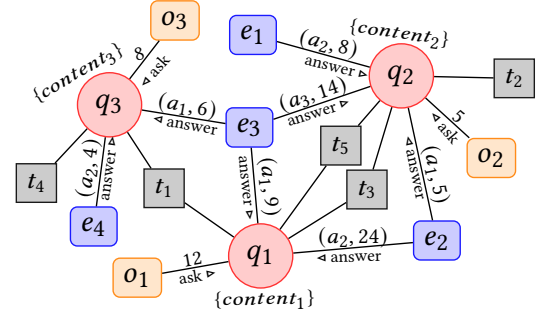 o₃
8
◁ ask
{content₃}
q₃
e₁
(a₂, 8)
answer ▷
{content₂}
q₂
t₂
(a₁, 6)
◁ answer
e₃
(a₃, 14)
answer ▷
5
◁ ask
o₂
t₄
(a₂, 4)
answer ▷
e₄
t₁
(a₁, 9)
answer ▷
t₅
t₃
(a₁, 5)
◁ answer
e₂
o₁
12
ask ▷
q₁
(a₂, 24)
◁ answer
{content₁}